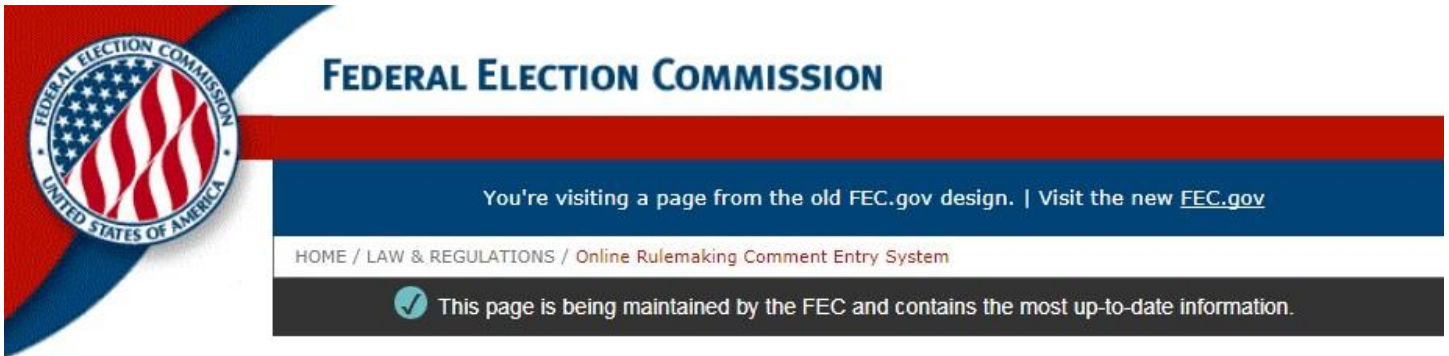 FEDERAL ELECTION COMMISSION
UNITED STATES OF AMERICA
FEDERAL ELECTION COMMISSION
You're visiting a page from the old FEC.gov design. | Visit the new FEC.gov
HOME / LAW & REGULATIONS / Online Rulemaking Comment Entry System
This page is being maintained by the FEC and contains the most up-to-date information.